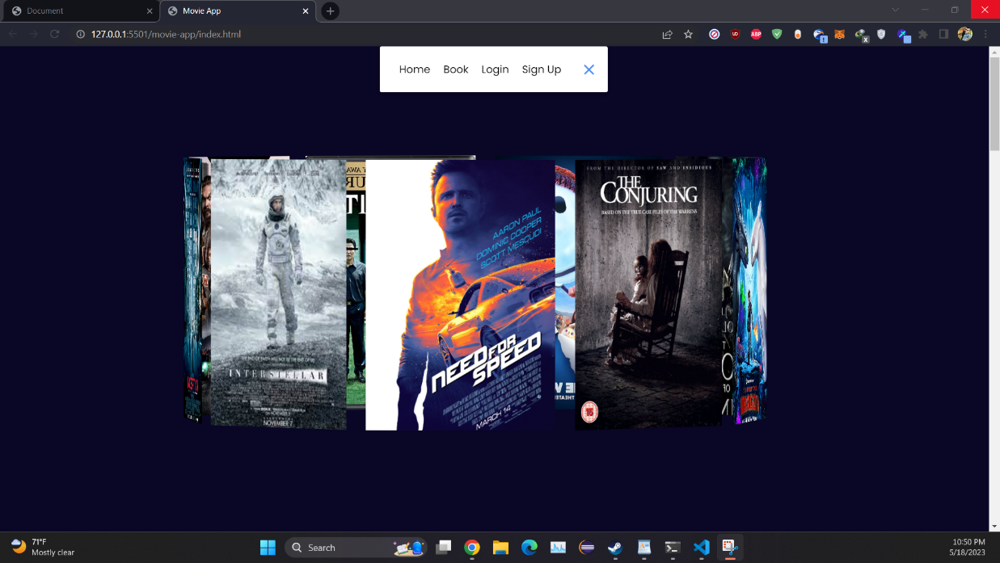 Document
Movie App
127.0.0.1:5501/movie-app/index.html
Home Book Login Sign Up
INTERSTELLAR
NOVEMBER 7
AARON PAUL
DOMINIC COOPER
SCOTT MESCUDI
NEED FOR
SPEED
MARCH 14
FROM THE DIRECTOR OF SAW AND INSIDIOUS
THE
CONJURING
BASED ON THE TRUE CASE FILES OF THE WARRENS
15
UD
ABP
71°F
Mostly clear
Search
10:50 PM
5/18/2023